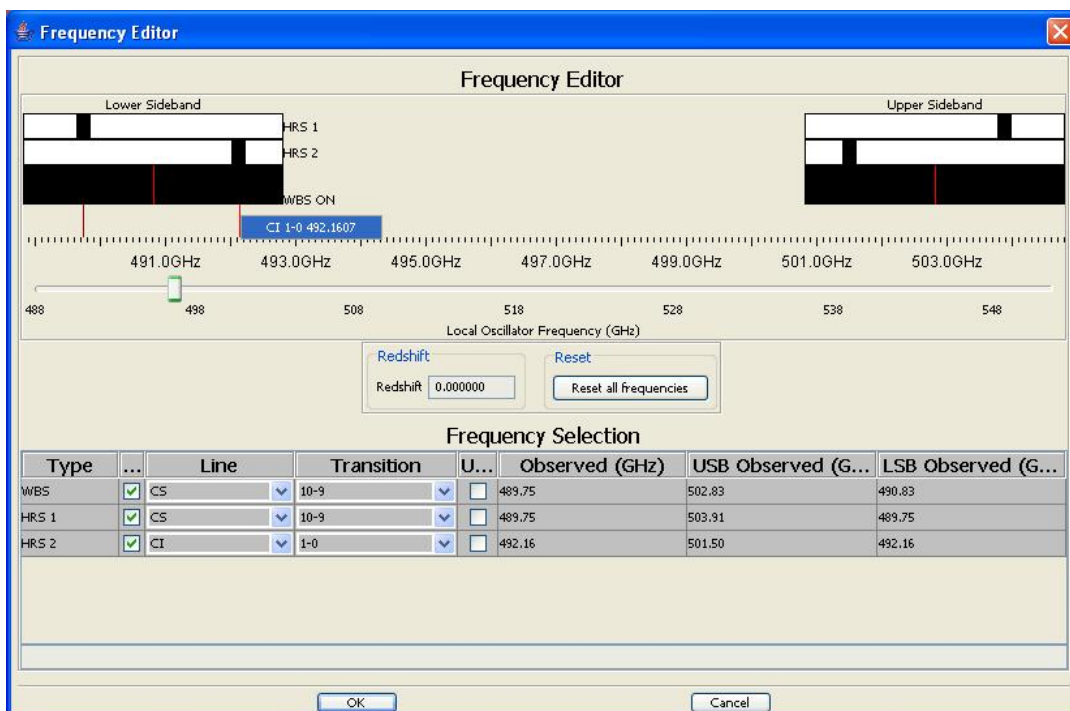 Frequency Editor
Frequency Editor
Lower Sideband
Upper Sideband
HRS 1
HRS 2
WBS ON
CI 1-0 492.1607
491.0GHz 493.0GHz 495.0GHz 497.0GHz 499.0GHz 501.0GHz 503.0GHz
488 498 508 518 528 538 548
Local Oscillator Frequency (GHz)
Redshift
Redshift 0.000000
Reset
Reset all frequencies
Frequency Selection
Type ... Line Transition U... Observed (GHz) USB Observed (G... LSB Observed (G...
WBS CS 10-9 489.75 502.83 490.83
HRS 1 CS 10-9 489.75 503.91 489.75
HRS 2 CI 1-0 492.16 501.50 492.16
OK Cancel